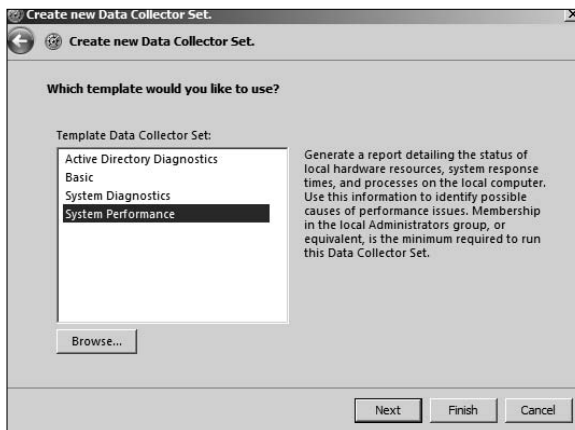 Create new Data Collector Set.
Create new Data Collector Set.
Which template would you like to use?
Template Data Collector Set:
Active Directory Diagnostics
Basic
System Diagnostics
System Performance
Generate a report detailing the status of
local hardware resources, system response
times, and processes on the local computer.
Use this information to identify possible
causes of performance issues. Membership
in the local Administrators group, or
equivalent, is the minimum required to run
this Data Collector Set.
Browse...
Next
Finish
Cancel